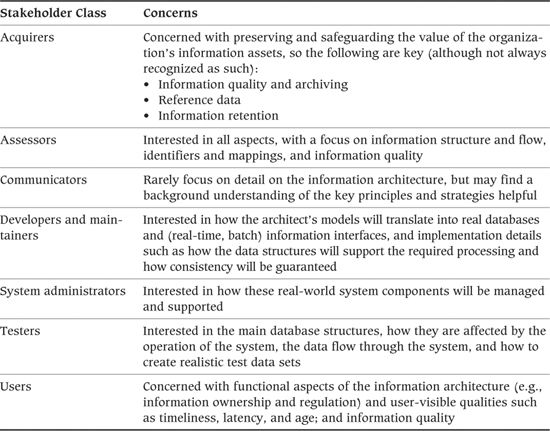 Stakeholder Class Concerns
Acquirers Concerned with preserving and safeguarding the value of the organiza-
tion's information assets, so the following are key (although not always
recognized as such):
• Information quality and archiving
• Reference data
• Information retention
Assessors Interested in all aspects, with a focus on information structure and flow,
identifiers and mappings, and information quality
Communicators Rarely focus on detail on the information architecture, but may find a
background understanding of the key principles and strategies helpful
Developers and main- Interested in how the architect's models will translate into real databases
tainers and (real-time, batch) information interfaces, and implementation details
such as how the data structures will support the required processing and
how consistency will be guaranteed
System administrators Interested in how these real-world system components will be managed
and supported
Testers Interested in the main database structures, how they are affected by the
operation of the system, the data flow through the system, and how to
create realistic test data sets
Users Concerned with functional aspects of the information architecture (e.g.,
information ownership and regulation) and user-visible qualities such
as timeliness, latency, and age; and information quality